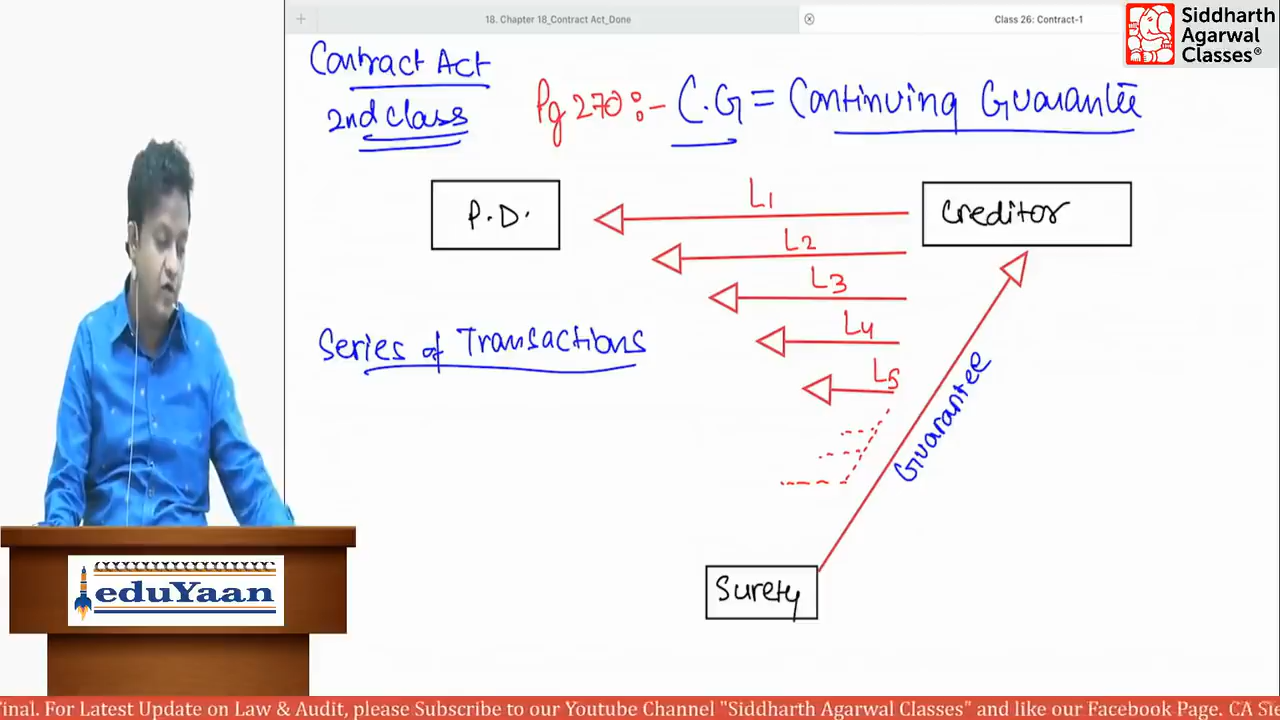 18. Chapter 18_Contract Act_Done
Class 26: Contract-1
Siddharth
Agarwal
Classes®
Contract Act
2nd Class
Pg 270:- C.G = Continuing Guarantee
P.D.
L1
Creditor
L2
L3
L4
Series of Transactions
L5
Guarantee
Surety
eduYaan
Final. For Latest Update on Law & Audit, please Subscribe to our Youtube Channel "Siddharth Agarwal Classes" and like our Facebook Page. CA Sid